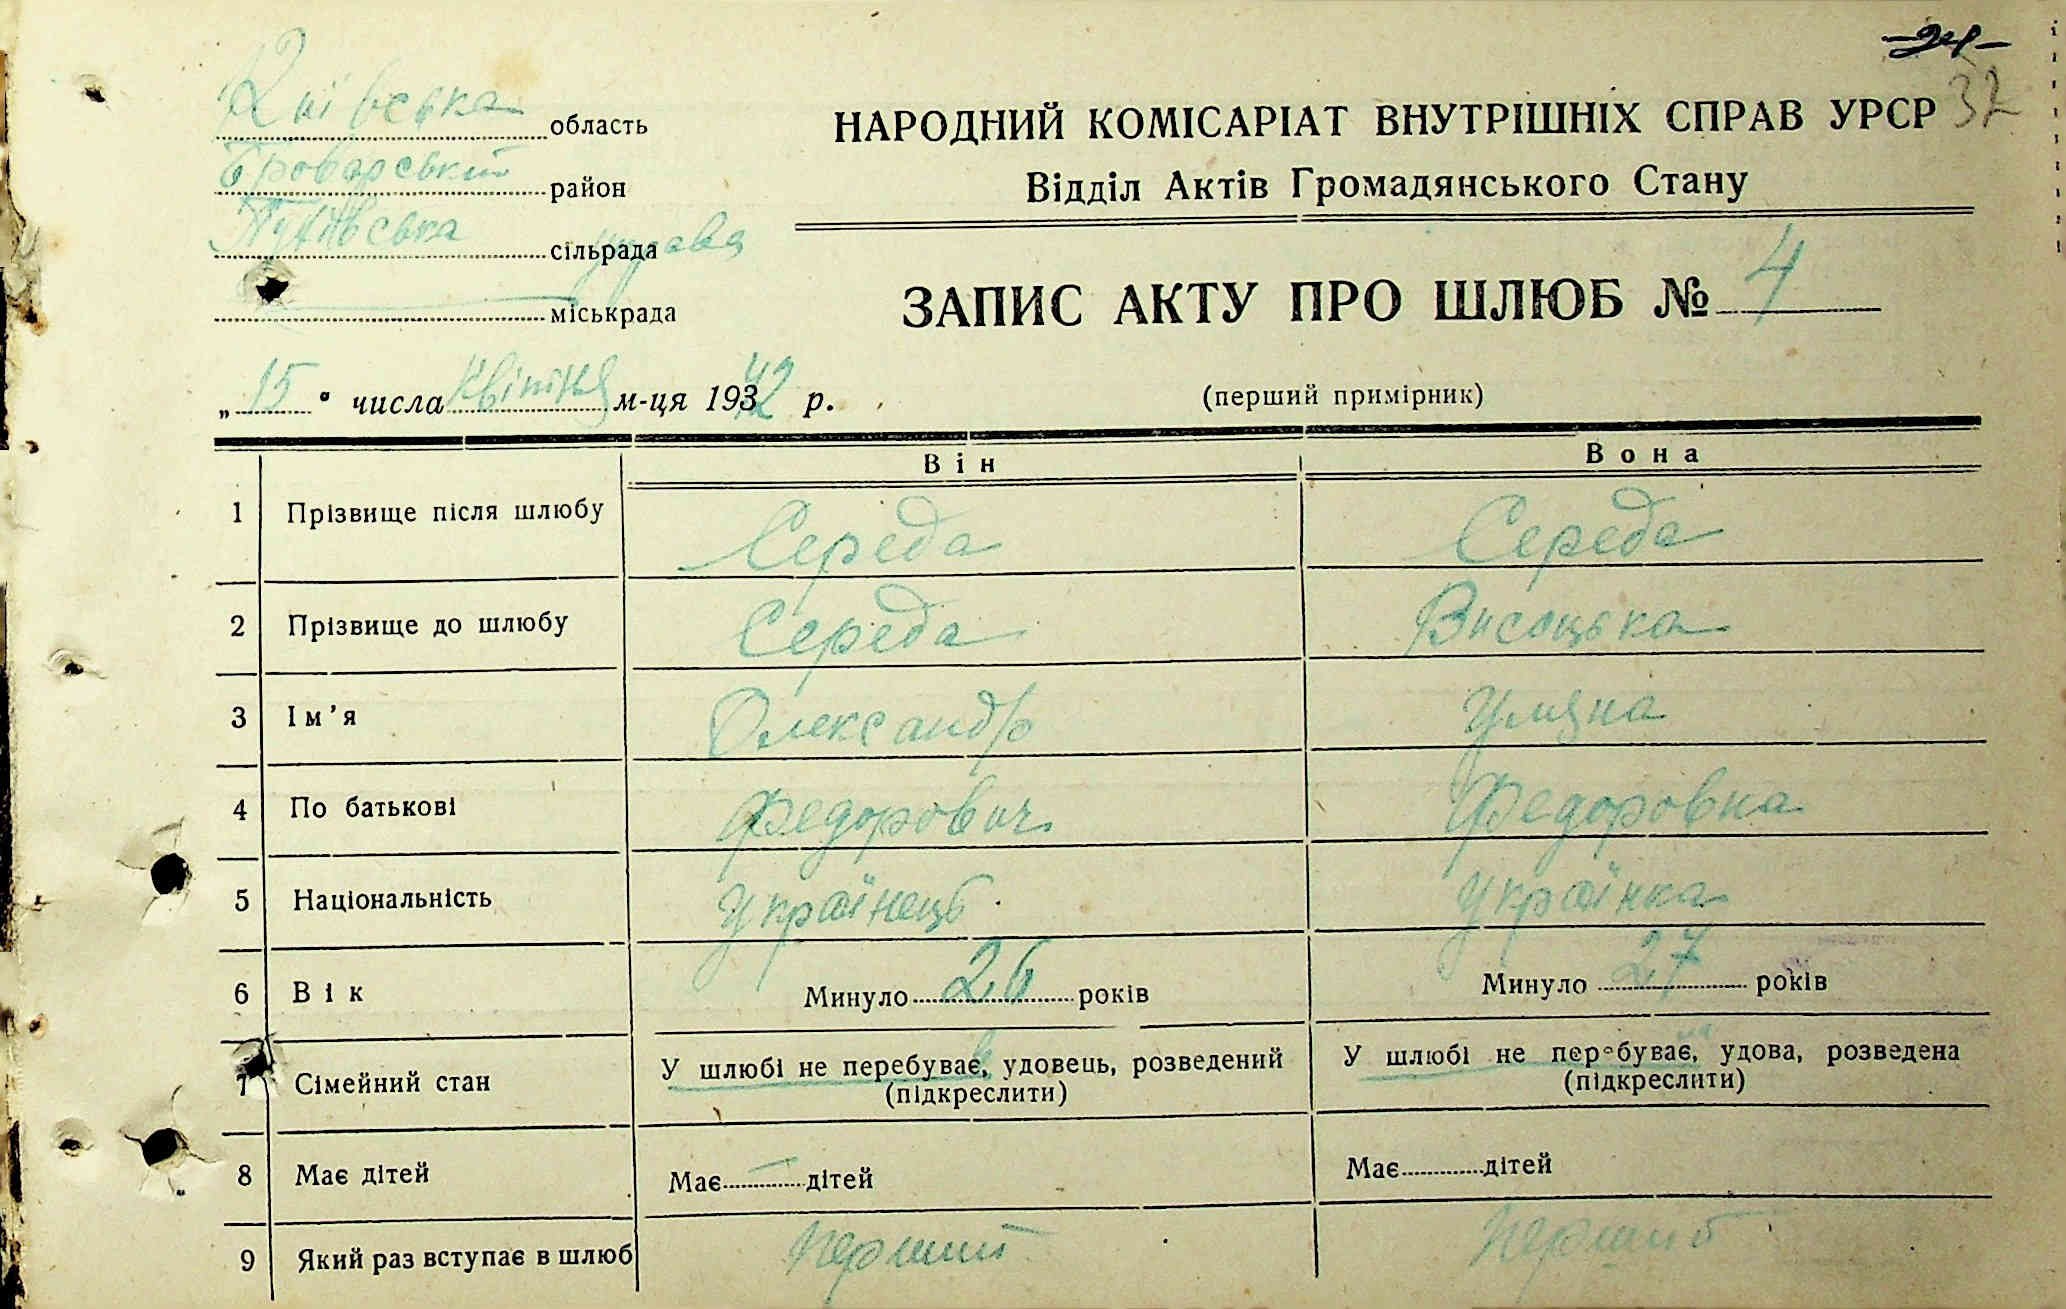 32
Київська область
Броварський район
Пухівська сільрада управа
міськрада
НАРОДНИЙ КОМІСАРІАТ ВНУТРІШНІХ СПРАВ УРСР
Відділ Актів Громадянського Стану
ЗАПИС АКТУ ПРО ШЛЮБ № 4
„15“ числа квітня м-ця 1942 р.
(перший примірник)
Він Вона
1 Прізвище після шлюбу Середа Середа
2 Прізвище до шлюбу Середа Висоцька
3 Ім'я Олександр Уляна
4 По батькові Федорович Федоровна
5 Національність Українець Українка
6 Вік Минуло 26 років Минуло 27 років
7 Сімейний стан У шлюбі не перебуває, удовець, розведений У шлюбі не перебуває, удова, розведена
(підкреслити) (підкреслити)
8 Має дітей Має — дітей Має дітей
9 Який раз вступає в шлюб перший перший